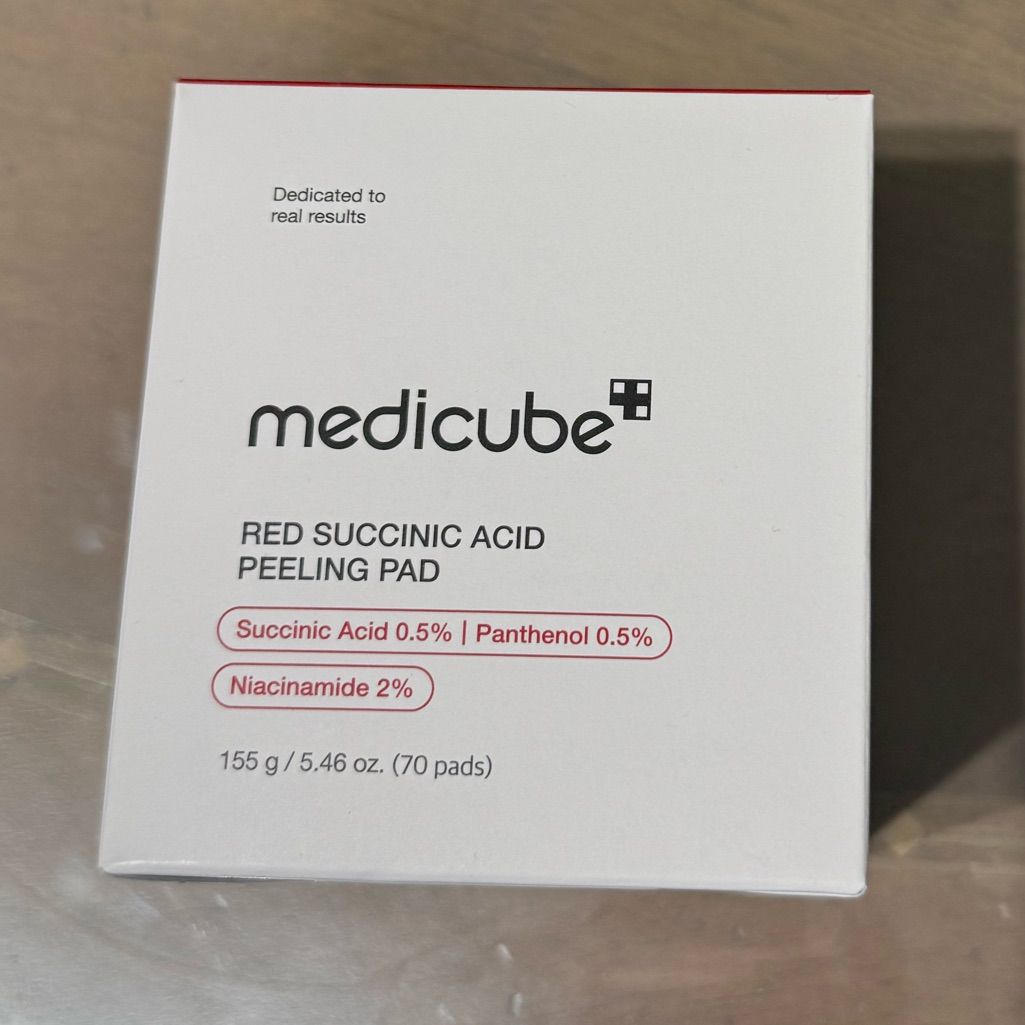 Dedicated to
real results
medicube
RED SUCCINIC ACID
PEELING PAD
Succinic Acid 0.5% | Panthenol 0.5%
Niacinamide 2%
155 g / 5.46 oz. (70 pads)